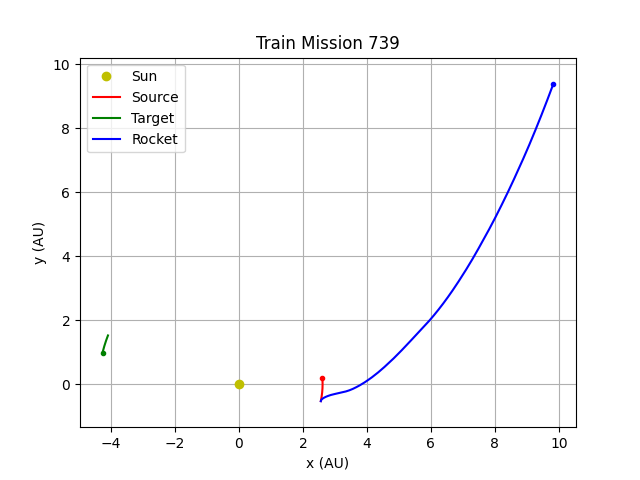 Train Mission 739
Sun
Source
Target
Rocket
y (AU)
10
8
6
4
2
0
−4
−2
0
2
4
6
8
10
x (AU)